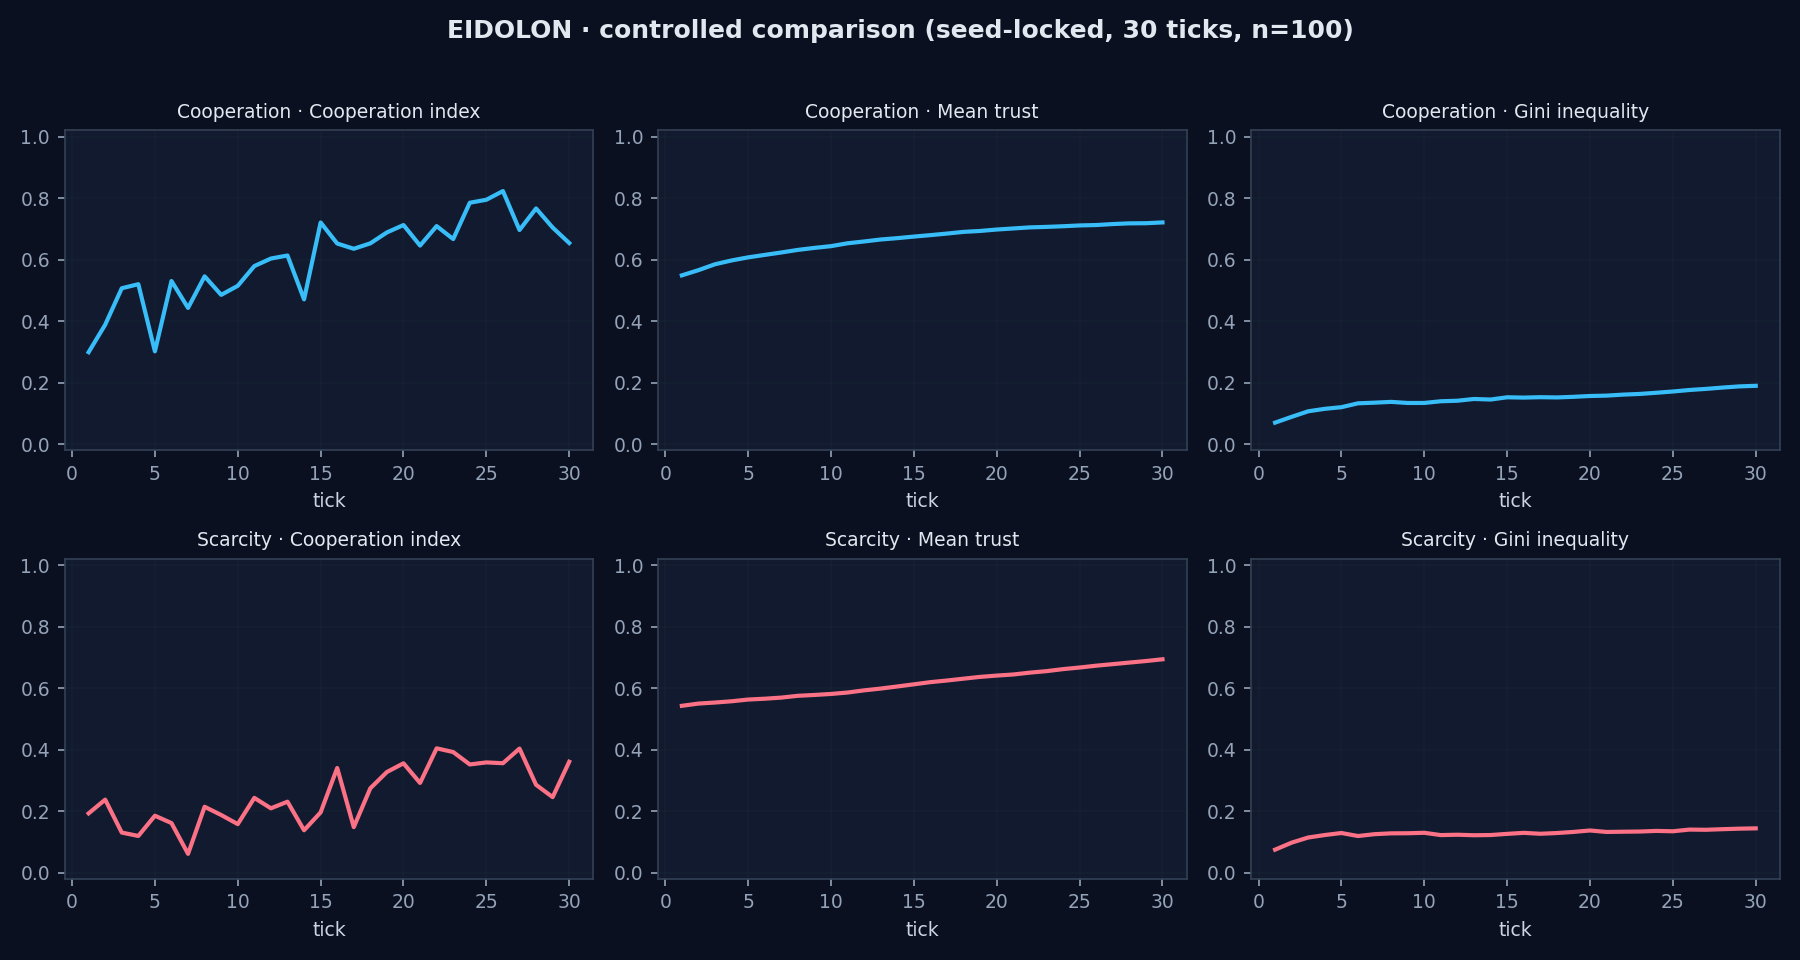 EIDOLON · controlled comparison (seed-locked, 30 ticks, n=100)
Cooperation · Cooperation index
1.0
0.8
0.6
0.4
0.2
0.0
0 5 10 15 20 25 30
tick
Cooperation · Mean trust
1.0
0.8
0.6
0.4
0.2
0.0
0 5 10 15 20 25 30
tick
Cooperation · Gini inequality
1.0
0.8
0.6
0.4
0.2
0.0
0 5 10 15 20 25 30
tick
Scarcity · Cooperation index
1.0
0.8
0.6
0.4
0.2
0.0
0 5 10 15 20 25 30
tick
Scarcity · Mean trust
1.0
0.8
0.6
0.4
0.2
0.0
0 5 10 15 20 25 30
tick
Scarcity · Gini inequality
1.0
0.8
0.6
0.4
0.2
0.0
0 5 10 15 20 25 30
tick